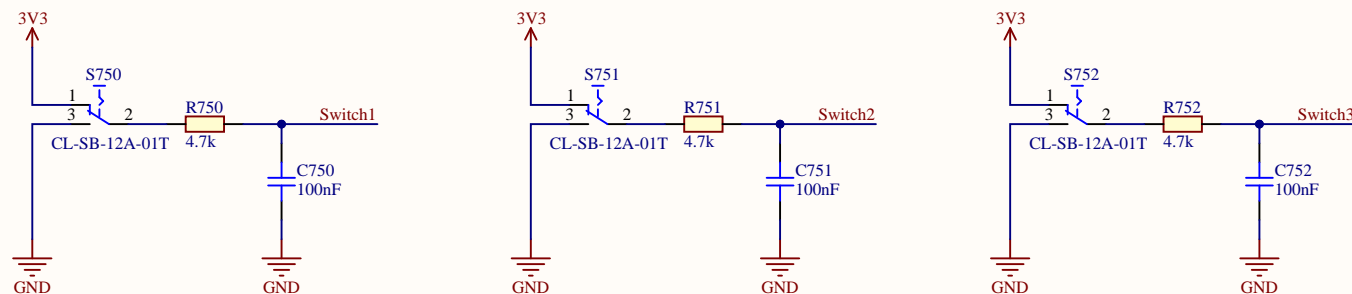 3V3
3V3
3V3
S750
S751
S752
1
1
1
R750
R751
R752
3
2
Switch1
3
2
Switch2
3
2
Switch3
CL-SB-12A-01T
4.7k
CL-SB-12A-01T
4.7k
CL-SB-12A-01T
4.7k
C750
C751
C752
100nF
100nF
100nF
GND
GND
GND
GND
GND
GND